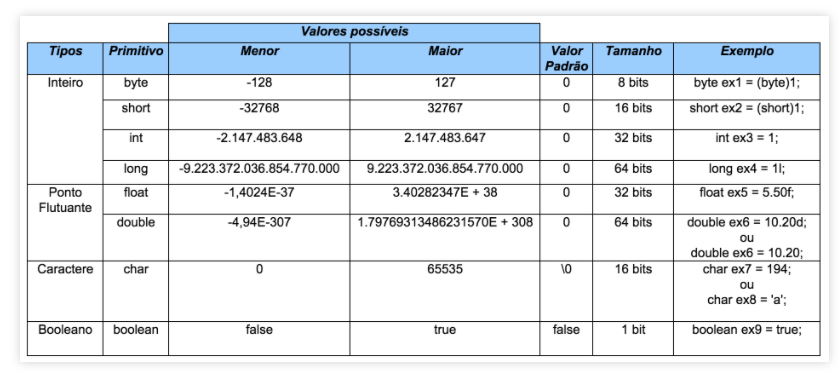 Valores possíveis
Tipos Primitivo Menor Maior Valor Padrão Tamanho Exemplo
Inteiro byte -128 127 0 8 bits byte ex1 = (byte)1;
short -32768 32767 0 16 bits short ex2 = (short)1;
int -2.147.483.648 2.147.483.647 0 32 bits int ex3 = 1;
long -9.223.372.036.854.770.000 9.223.372.036.854.770.000 0 64 bits long ex4 = 1l;
Ponto Flutuante float -1,4024E-37 3.40282347E + 38 0 32 bits float ex5 = 5.50f;
double -4,94E-307 1.79769313486231570E + 308 0 64 bits double ex6 = 10.20d;
ou
double ex6 = 10.20;
Caractere char 0 65535 \0 16 bits char ex7 = 194;
ou
char ex8 = 'a';
Booleano boolean false true false 1 bit boolean ex9 = true;